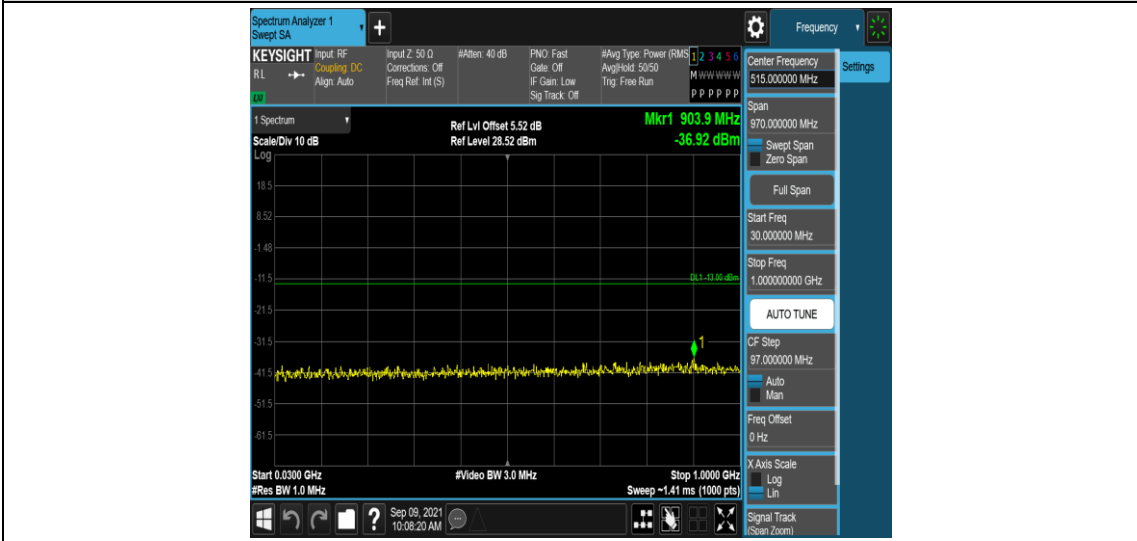 Spectrum Analyzer 1
Swept SA
+
Frequency
KEYSIGHT
RL
LXI
Input: RF
Coupling: DC
Align: Auto
Input Z: 50 Ω
Corrections: Off
Freq Ref: Int (S)
#Atten: 40 dB
PNO: Fast
Gate: Off
IF Gain: Low
Sig Track: Off
#Avg Type: Power (RMS
Avg|Hold: 50/50
Trig: Free Run
1 2 3 4 5 6
M W W W W W
P P P P P P
1 Spectrum
Scale/Div 10 dB
Log
Ref Lvl Offset 5.52 dB
Ref Level 28.52 dBm
Mkr1 903.9 MHz
-36.92 dBm
18.5
8.52
-1.48
-11.5
DL1 -13.00 dBm
-21.5
-31.5
1
-41.5
-51.5
-61.5
Start 0.0300 GHz
#Res BW 1.0 MHz
#Video BW 3.0 MHz
Stop 1.0000 GHz
Sweep ~1.41 ms (1000 pts)
Center Frequency
515.000000 MHz
Settings
Span
970.000000 MHz
Swept Span
Zero Span
Full Span
Start Freq
30.000000 MHz
Stop Freq
1.000000000 GHz
AUTO TUNE
CF Step
97.000000 MHz
Auto
Man
Freq Offset
0 Hz
X Axis Scale
Log
Lin
Signal Track
(Span Zoom)
?
Sep 09, 2021
10:08:20 AM